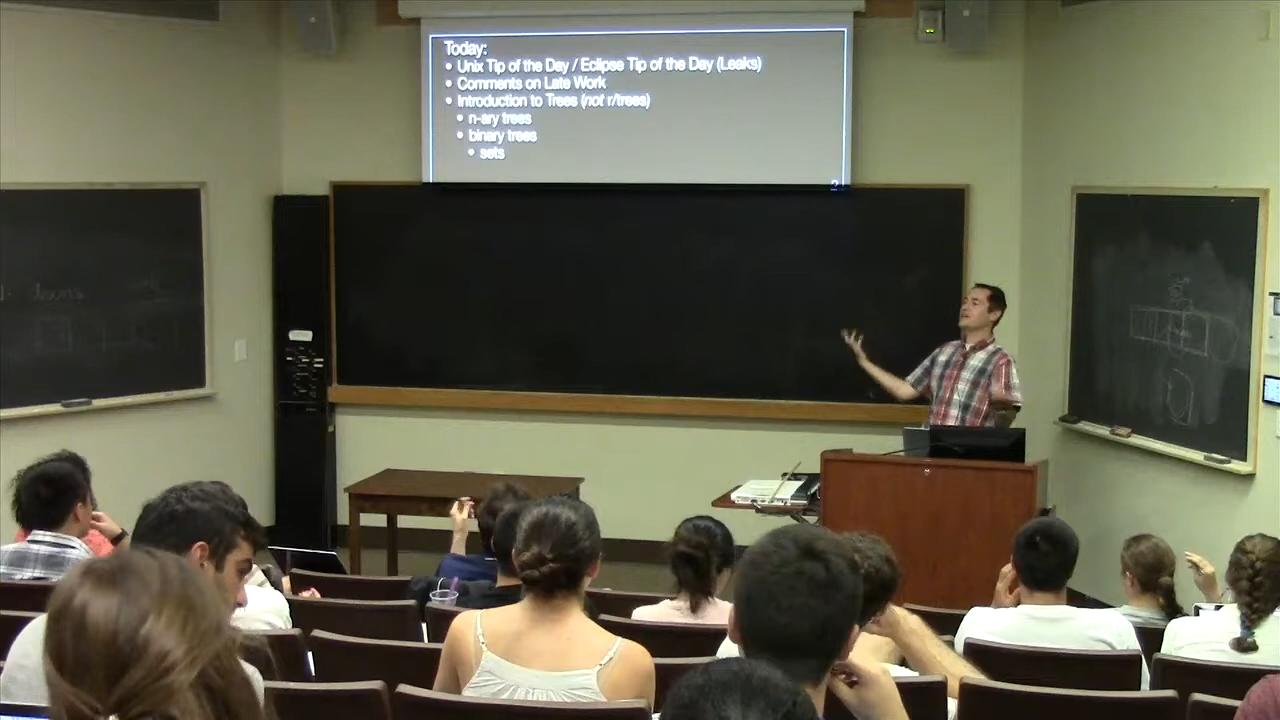 Today:
• Unix Tip of the Day / Eclipse Tip of the Day (Leaks)
• Comments on Late Work
• Introduction to Trees (not r/trees)
• n-ary trees
• binary trees
• sets
2